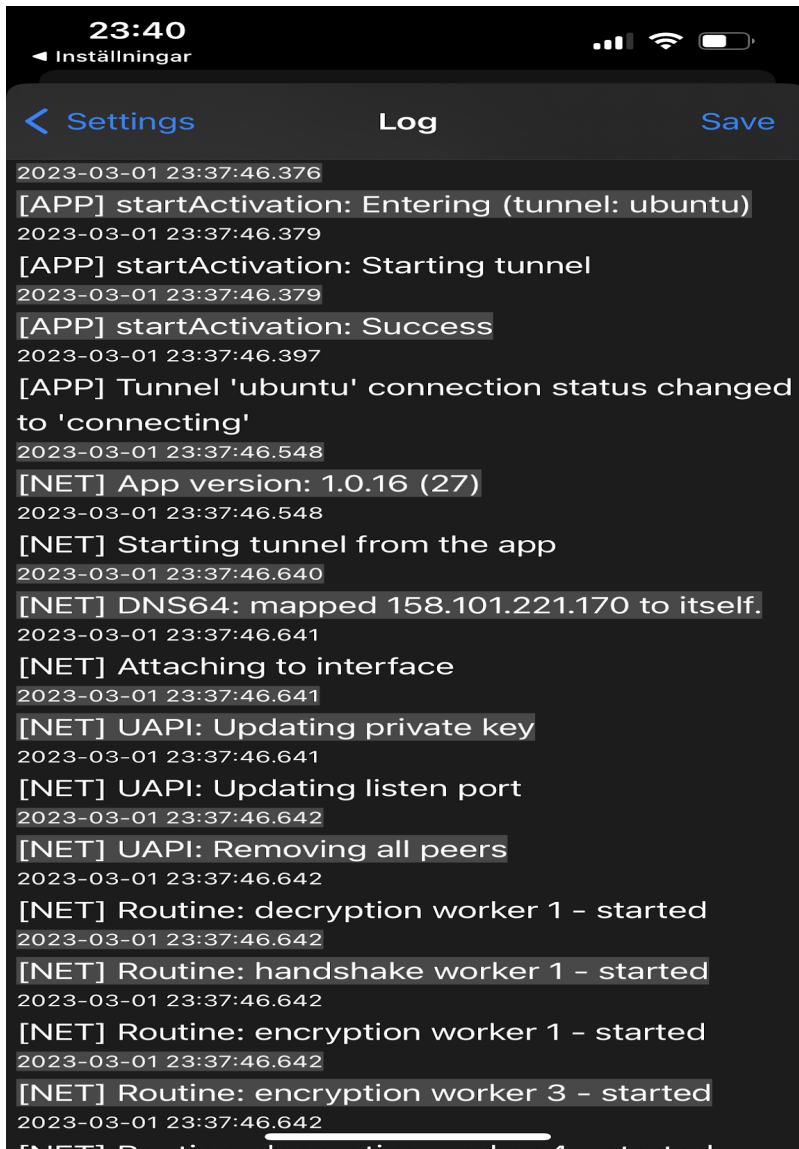 23:40
◀ Inställningar
Settings
Log
Save
2023-03-01 23:37:46.376
[APP] startActivation: Entering (tunnel: ubuntu)
2023-03-01 23:37:46.379
[APP] startActivation: Starting tunnel
2023-03-01 23:37:46.379
[APP] startActivation: Success
2023-03-01 23:37:46.397
[APP] Tunnel 'ubuntu' connection status changed
to 'connecting'
2023-03-01 23:37:46.548
[NET] App version: 1.0.16 (27)
2023-03-01 23:37:46.548
[NET] Starting tunnel from the app
2023-03-01 23:37:46.640
[NET] DNS64: mapped 158.101.221.170 to itself.
2023-03-01 23:37:46.641
[NET] Attaching to interface
2023-03-01 23:37:46.641
[NET] UAPI: Updating private key
2023-03-01 23:37:46.641
[NET] UAPI: Updating listen port
2023-03-01 23:37:46.642
[NET] UAPI: Removing all peers
2023-03-01 23:37:46.642
[NET] Routine: decryption worker 1 – started
2023-03-01 23:37:46.642
[NET] Routine: handshake worker 1 – started
2023-03-01 23:37:46.642
[NET] Routine: encryption worker 1 – started
2023-03-01 23:37:46.642
[NET] Routine: encryption worker 3 – started
2023-03-01 23:37:46.642